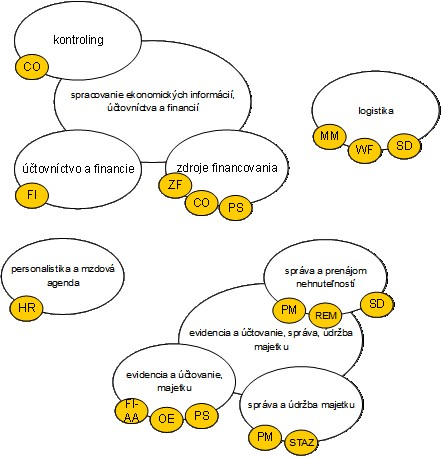 kontroling
CO
spracovanie ekonomických informácií,
účtovníctva a financií
logistika
MM
WF
SD
účtovníctvo a financie
FI
zdroje financovania
ZF
CO
PS
personalistika a mzdová
agenda
HR
správa a prenájom
nehnuteľností
PM
REM
SD
evidencia a účtovanie, správa, údržba
majetku
evidencia a účtovanie,
majetku
FI-
AA
OE
PS
správa a údržba majetku
PM
STAZ